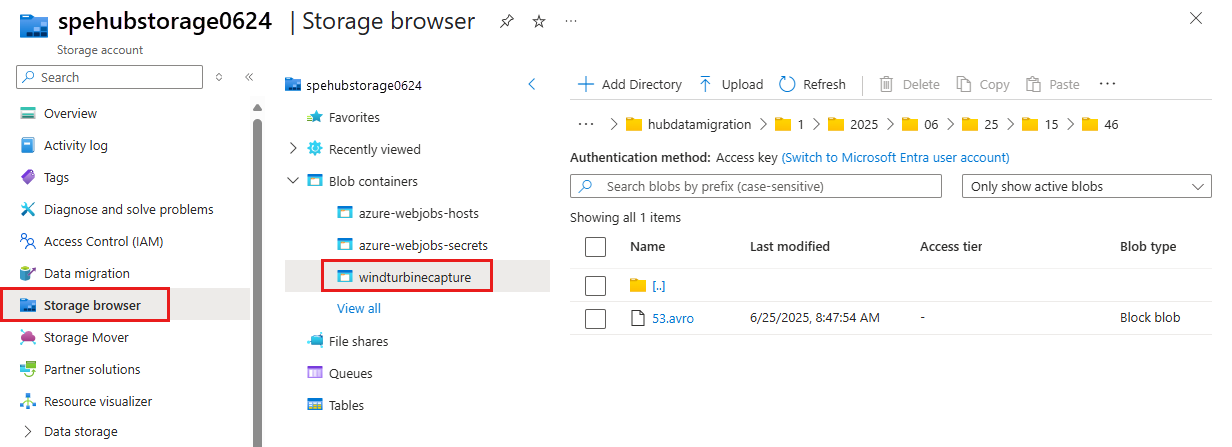 spehubstorage0624 | Storage browser ...
Storage account
Search
Overview
Activity log
Tags
Diagnose and solve problems
Access Control (IAM)
Data migration
Storage browser
Storage Mover
Partner solutions
Resource visualizer
Data storage
spehubstorage0624
Favorites
Recently viewed
Blob containers
azure-webjobs-hosts
azure-webjobs-secrets
windturbinecapture
View all
File shares
Queues
Tables
Add Directory Upload Refresh Delete Copy Paste ...
... > hubdatamigration > 1 > 2025 > 06 > 25 > 15 > 46
Authentication method: Access key (Switch to Microsoft Entra user account)
Search blobs by prefix (case-sensitive) Only show active blobs
Showing all 1 items
Name Last modified Access tier Blob type
[..]
53.avro 6/25/2025, 8:47:54 AM - Block blob